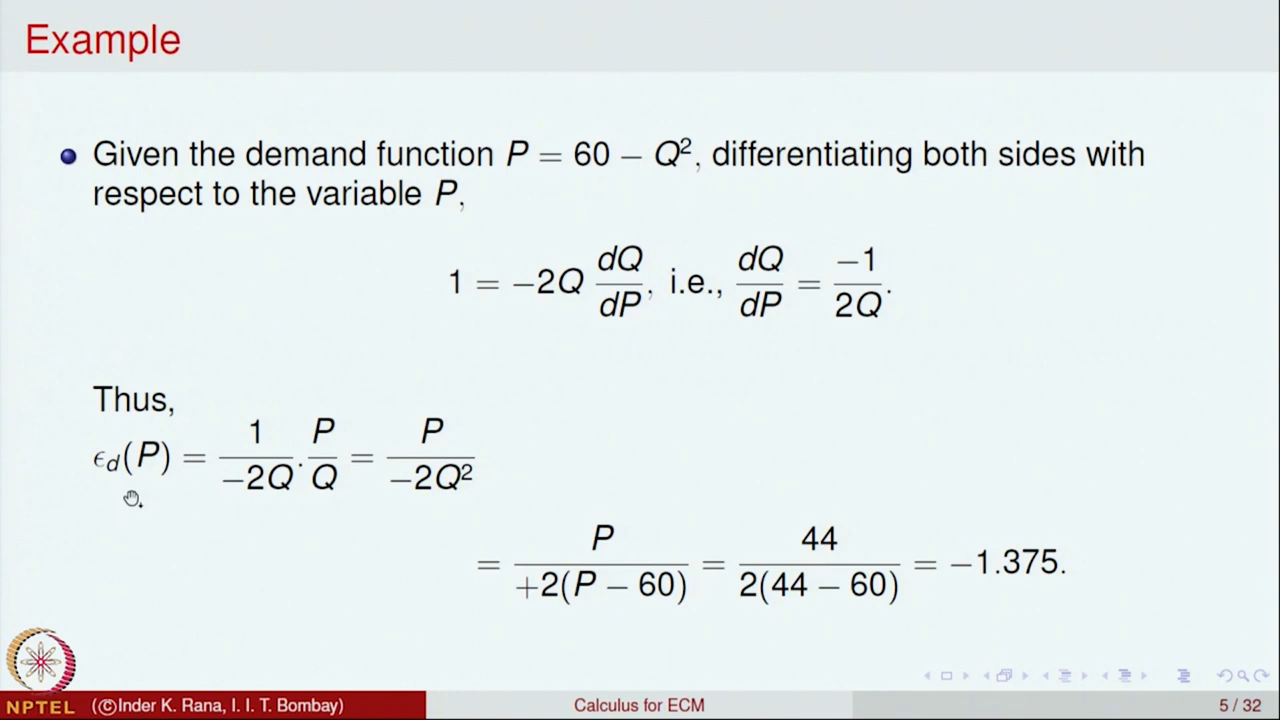 Example
Given the demand function P = 60 − Q², differentiating both sides with
respect to the variable P,
1 = −2Q dQ/dP, i.e., dQ/dP = −1/2Q.
Thus,
ϵd(P) = 1/−2Q . P/Q = P/−2Q²
= P/+2(P − 60) = 44/2(44 − 60) = −1.375.
NPTEL (©Inder K. Rana, I. I. T. Bombay) Calculus for ECM 5 / 32